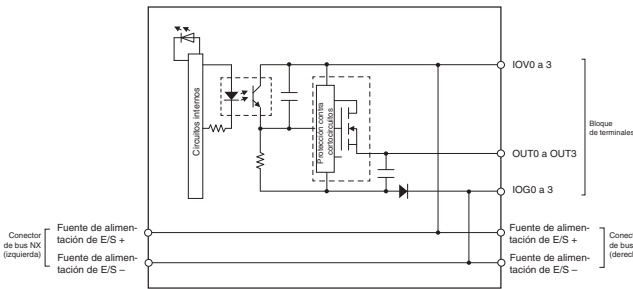 Circuitos internos
Protección contra
cortocircuitos
IOV0 a 3
OUT0 a OUT3
IOG0 a 3
Bloque
de terminales
Conector
de bus NX
(izquierda)
Fuente de alimen-
tación de E/S +
Fuente de alimen-
tación de E/S –
Fuente de alimen-
tación de E/S +
Fuente de alimen-
tación de E/S –
de bus